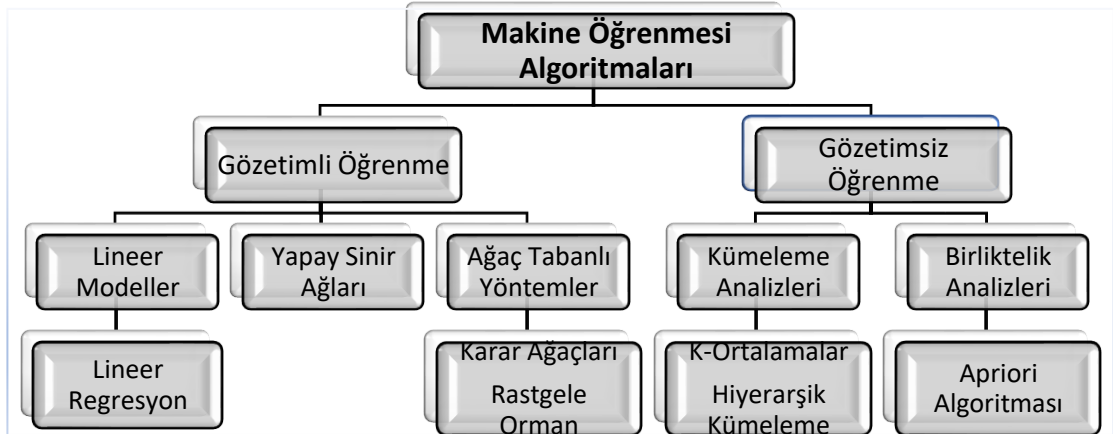 Makine Öğrenmesi
Algoritmaları
Gözetimli Öğrenme
Gözetimsiz
Öğrenme
Lineer
Modeller
Yapay Sinir
Ağları
Ağaç Tabanlı
Yöntemler
Kümeleme
Analizleri
Birliktelik
Analizleri
Lineer
Regresyon
Karar Ağaçları
Rastgele
Orman
K-Ortalamalar
Hiyerarşik
Kümeleme
Apriori
Algoritması